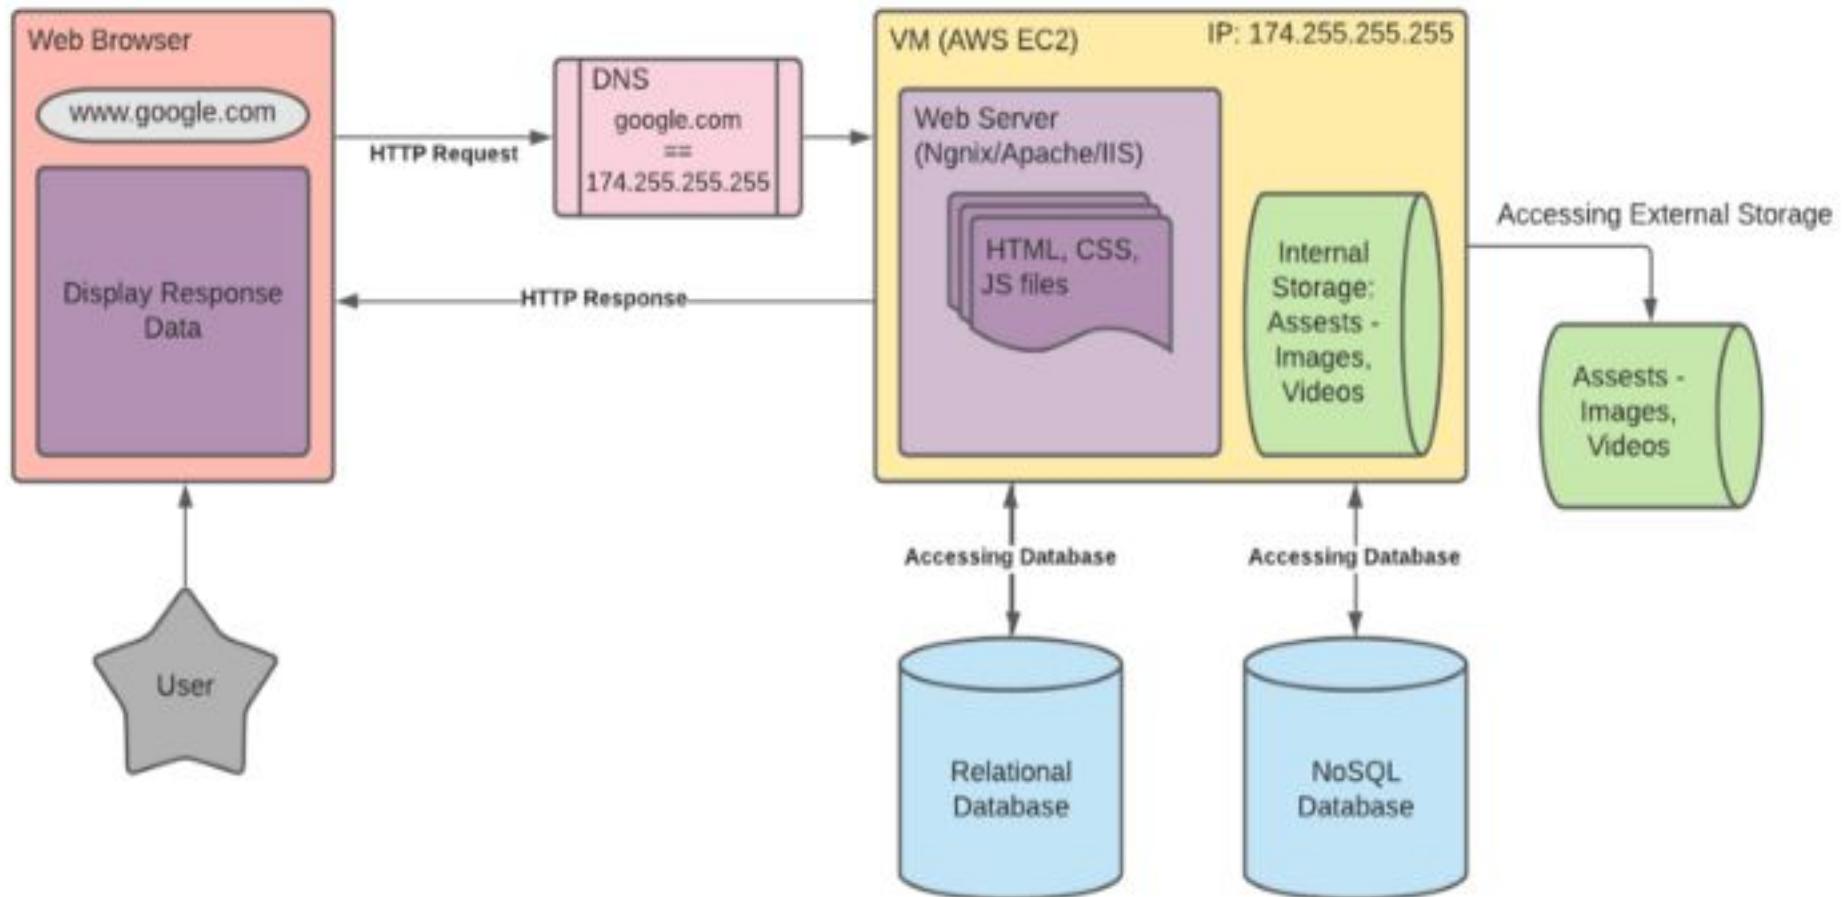 Web Browser
www.google.com
Display Response
Data
HTTP Request
HTTP Response
DNS
google.com
==
174.255.255.255
VM (AWS EC2)
IP: 174.255.255.255
Web Server
(Ngnix/Apache/IIS)
HTML, CSS,
JS files
Internal
Storage:
Assests -
Images,
Videos
Accessing External Storage
Assests -
Images,
Videos
Accessing Database
Accessing Database
User
Relational
Database
NoSQL
Database